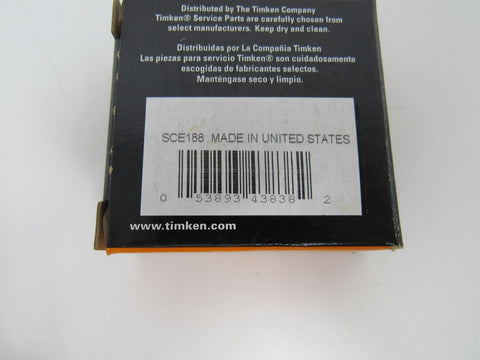 Distributed by The Timken Company
Timken® Service Parts are carefully chosen from
select manufacturers. Keep dry and clean.
Distribuidas por La Compañia Timken
Las piezas para servicio Timken® son cuidadosamente
escogidas de fabricantes selectos.
Manténgase seco y limpio.
SCE188 MADE IN UNITED STATES
0 53893 43838 2
www.timken.com